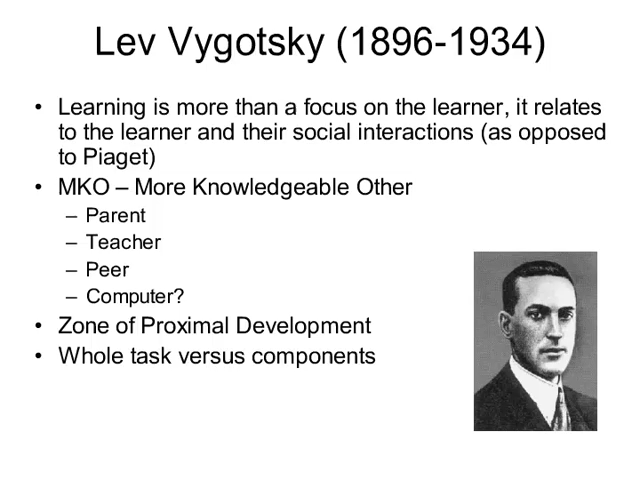 Lev Vygotsky (1896-1934)
• Learning is more than a focus on the learner, it relates
to the learner and their social interactions (as opposed
to Piaget)
• MKO – More Knowledgeable Other
– Parent
– Teacher
– Peer
– Computer?
• Zone of Proximal Development
• Whole task versus components